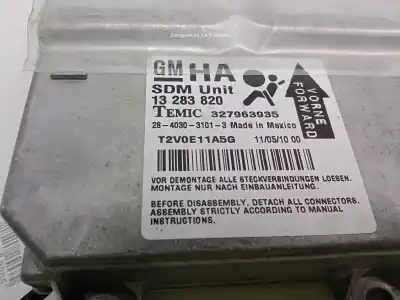 GM HA
SDM Unit
13 283 820
TEMIC 327963935
28-4030-3101-3 Made in Mexico
T2V0E11A5G 11/05/10 00
VORNE
FORWARD
VOR DEMONTAGE ALLE STECKVERBINDUNGEN LOESEN.
MONTAGE NUR NACH EINBAUANLEITUNG.
BEFORE DISASSEMBLY, DETACH ALL CONNECTORS.
ASSEMBLY STRICTLY ACCORDING TO MANUAL
INSTRUCTIONS.